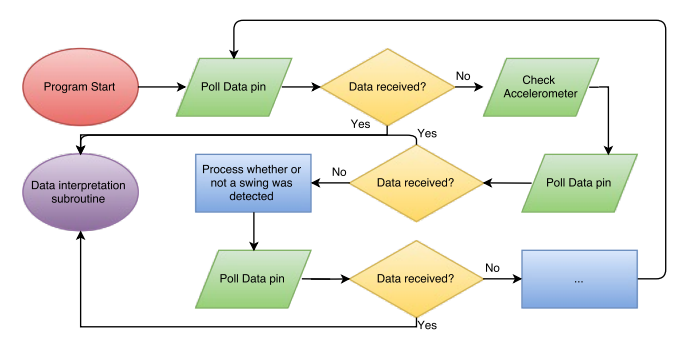 Program Start
Poll Data pin
Data received?
No
Check
Accelerometer
Yes
Yes
Data interpretation
subroutine
Process whether or
not a swing was
detected
No
Data received?
Poll Data pin
Poll Data pin
Data received?
No
...
Yes